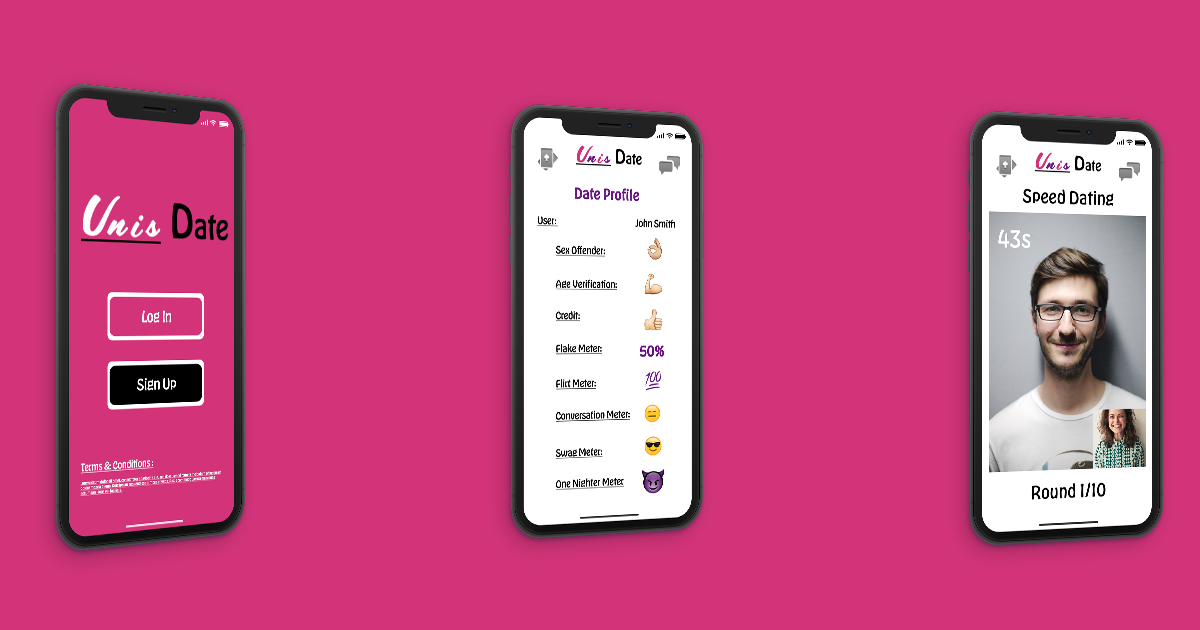 Unis Date
Log In
Sign Up
Terms & Conditions:
Unis Date
Date Profile
User: John Smith
Sex Offender: 👌
Age Verification: 💪
Credit: 👍
Flake Meter: 50%
Flirt Meter: 💯
Conversation Meter: 😑
Swag Meter: 😎
One Nighter Meter 😈
Unis Date
Speed Dating
43s
Round 1/10